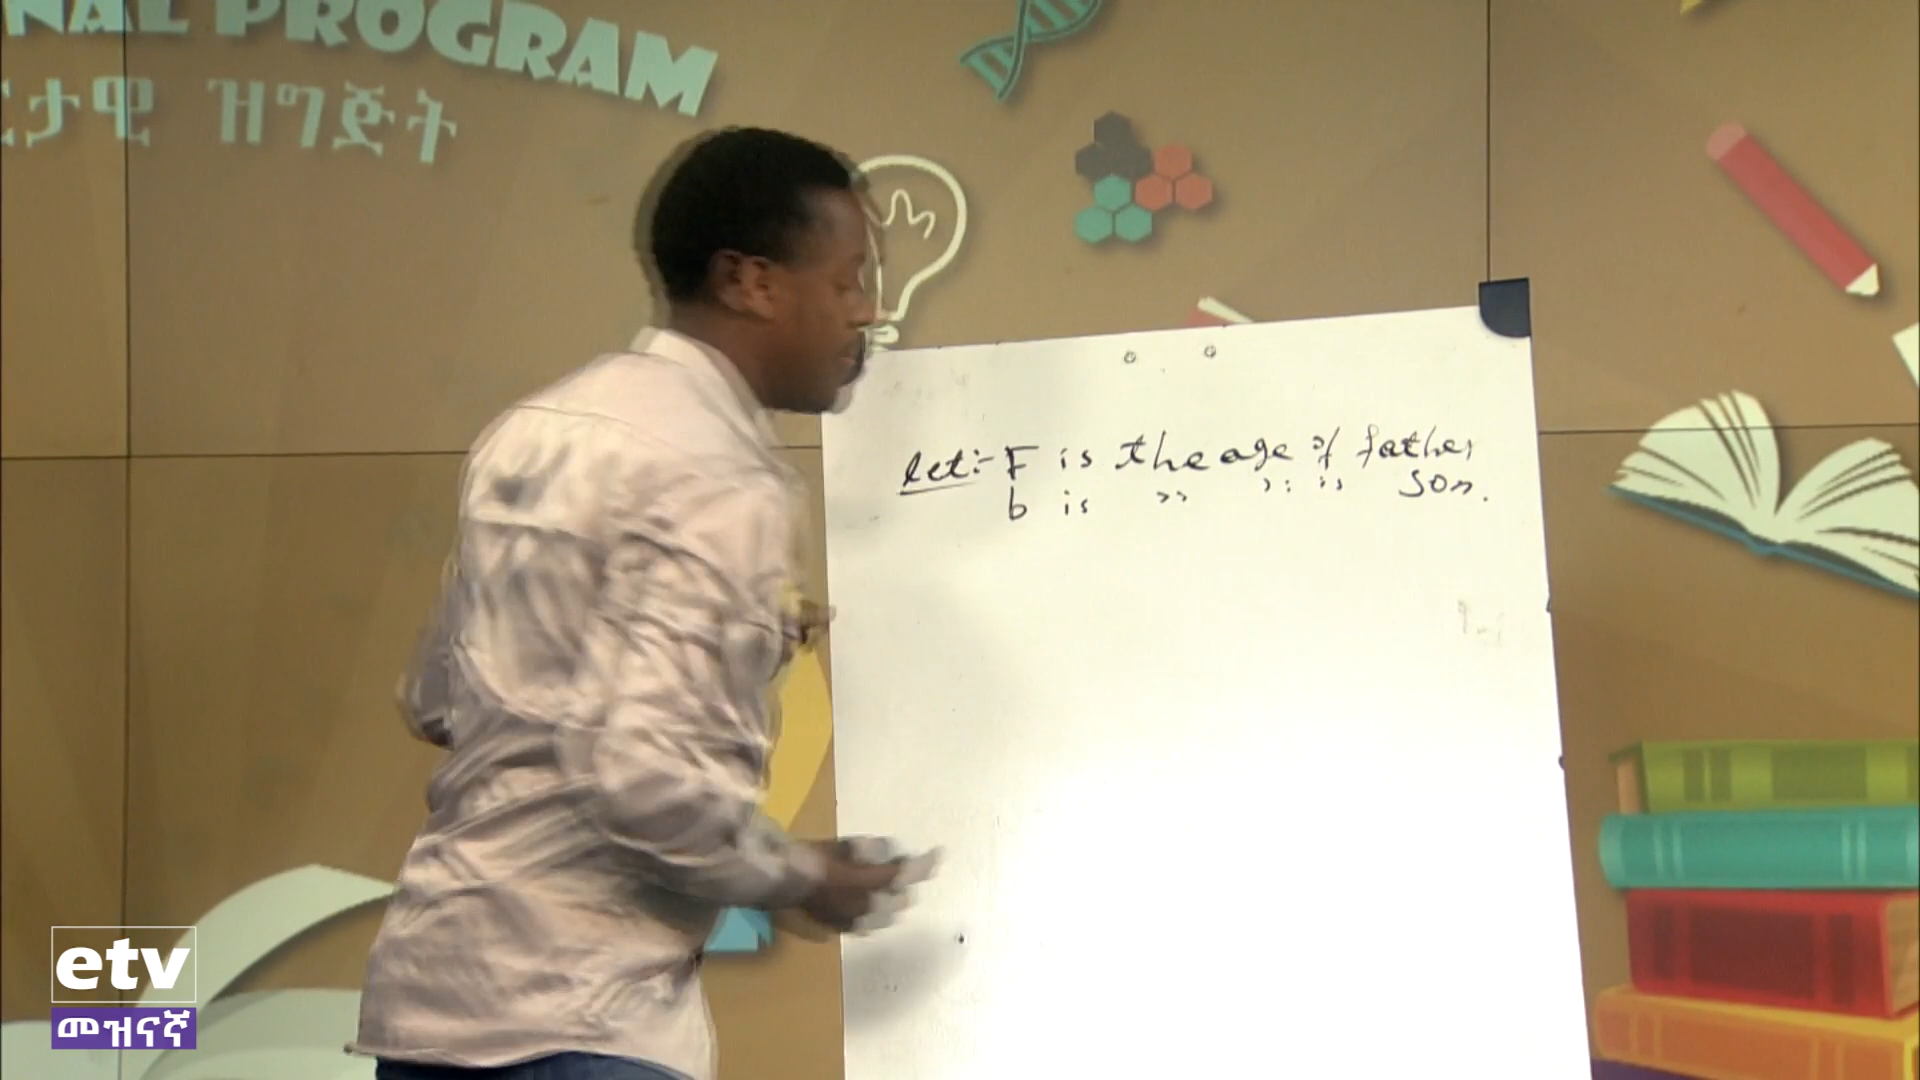 NAL PROGRAM
ርታዊ ዝግጅት
let:- F is the age of father
b is " " " son.
etv
መዝናኛ